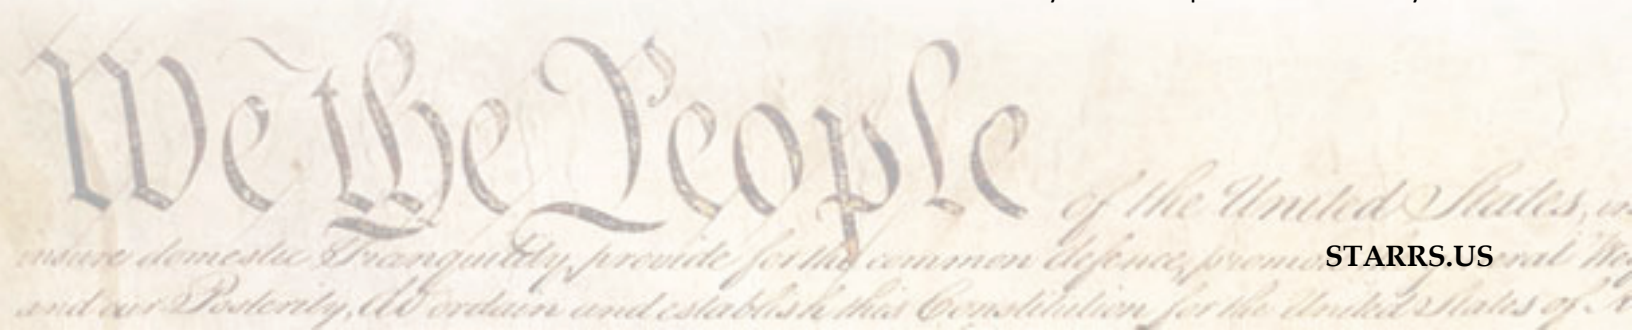 We the People of the United States,
insure domestic Tranquility, provide for the common defence,
STARRS.US
and our Posterity, do ordain and establish this Constitution for the United States of